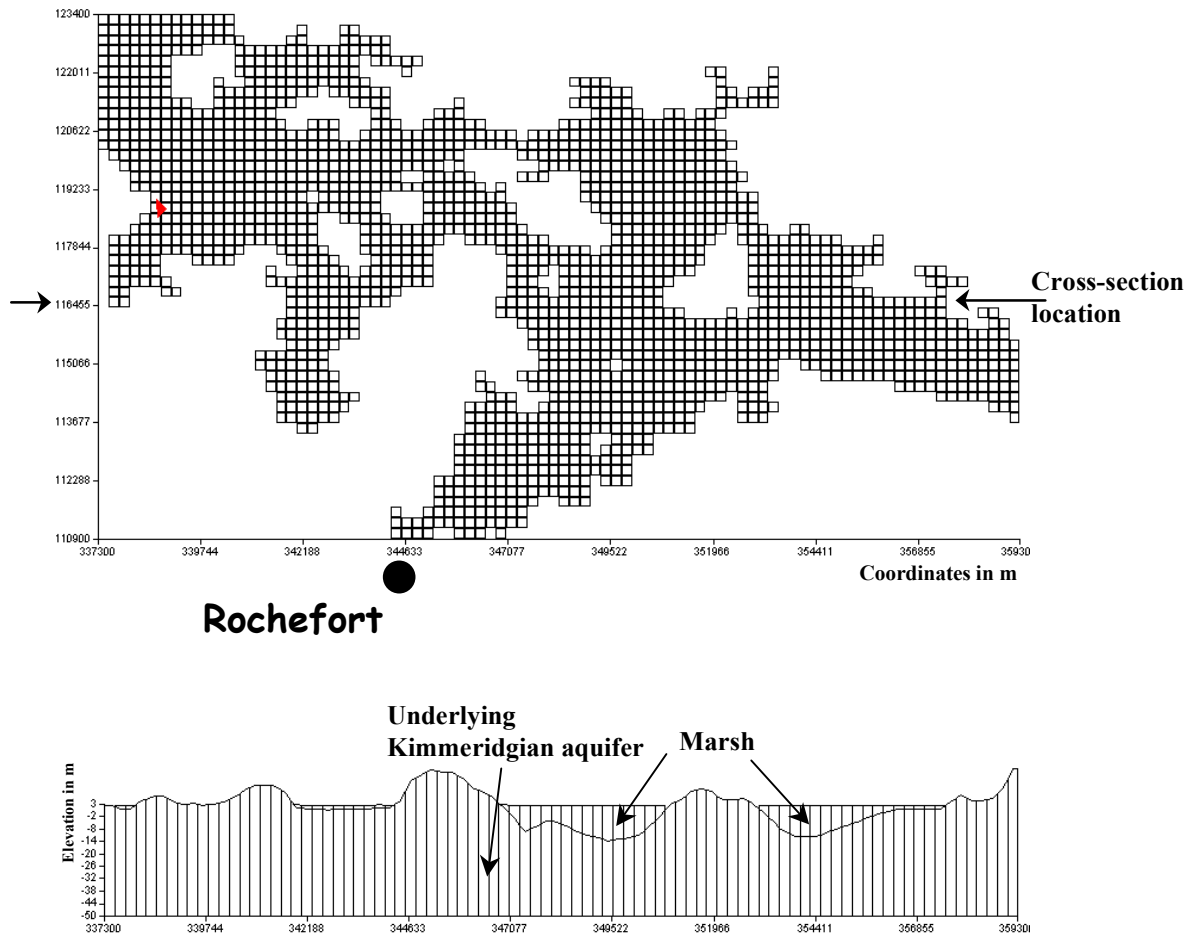 123400
122011
120622
119233
117844
116455
115066
113677
112288
110900
337300 339744 342188 344633 347077 349522 351966 354411 356855 35930
Cross-section
location
Coordinates in m
Rochefort
Underlying
Kimmeridgian aquifer
Marsh
Elevation in m
3
-2
-8
-14
-20
-26
-32
-38
-44
-50
337300 339744 342188 344633 347077 349522 351966 354411 356855 359300